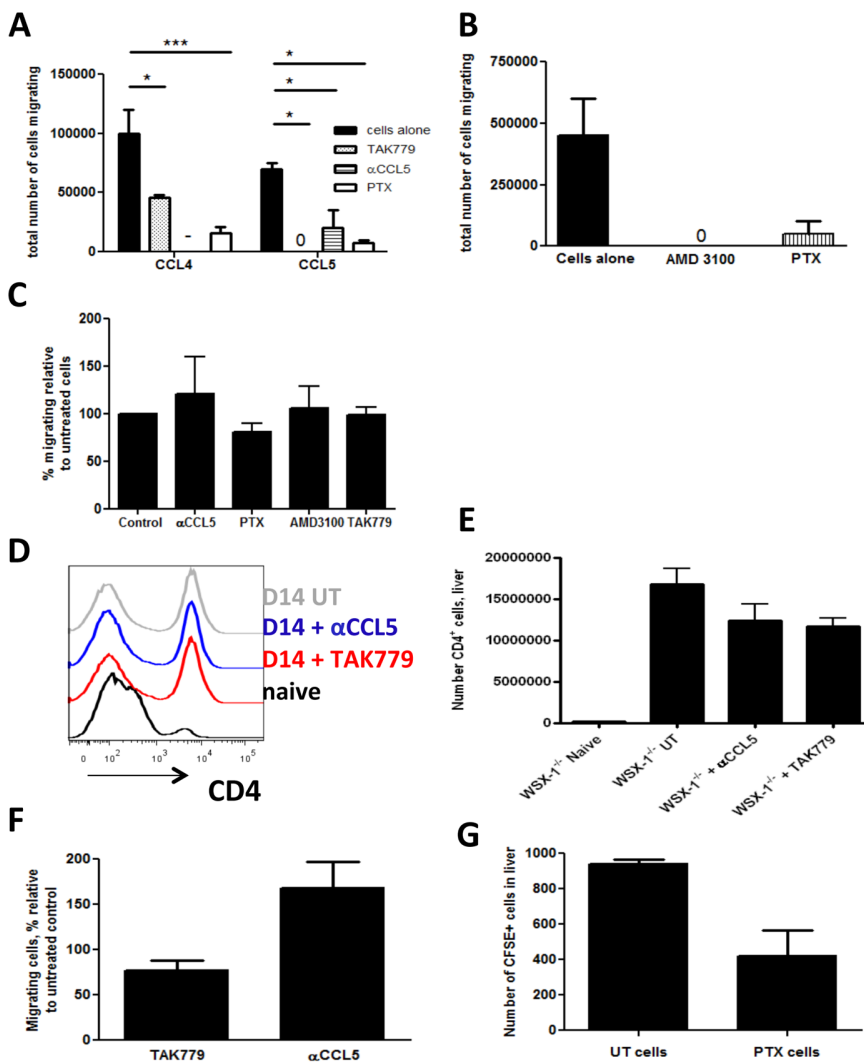 A
***
*
*
*
*
total number of cells migrating
150000
100000
50000
0
-
0
CCL4
CCL5
cells alone
TAK779
αCCL5
PTX
B
total number of cells migrating
750000
500000
250000
0
0
Cells alone
AMD 3100
PTX
C
% migrating relative
to untreated cells
200
150
100
50
0
Control
αCCL5
PTX
AMD3100
TAK779
D
D14 UT
D14 + αCCL5
D14 + TAK779
naive
0 10² 10³ 10⁴ 10⁵
CD4
E
Number CD4⁺ cells, liver
20000000
15000000
10000000
5000000
0
WSX-1⁻/⁻ Naive
WSX-1⁻/⁻ UT
WSX-1⁻/⁻ + αCCL5
WSX-1⁻/⁻ + TAK779
F
Migrating cells, % relative
to untreated control
200
150
100
50
0
TAK779
αCCL5
G
Number of CFSE+ cells in liver
1000
800
600
400
200
0
UT cells
PTX cells